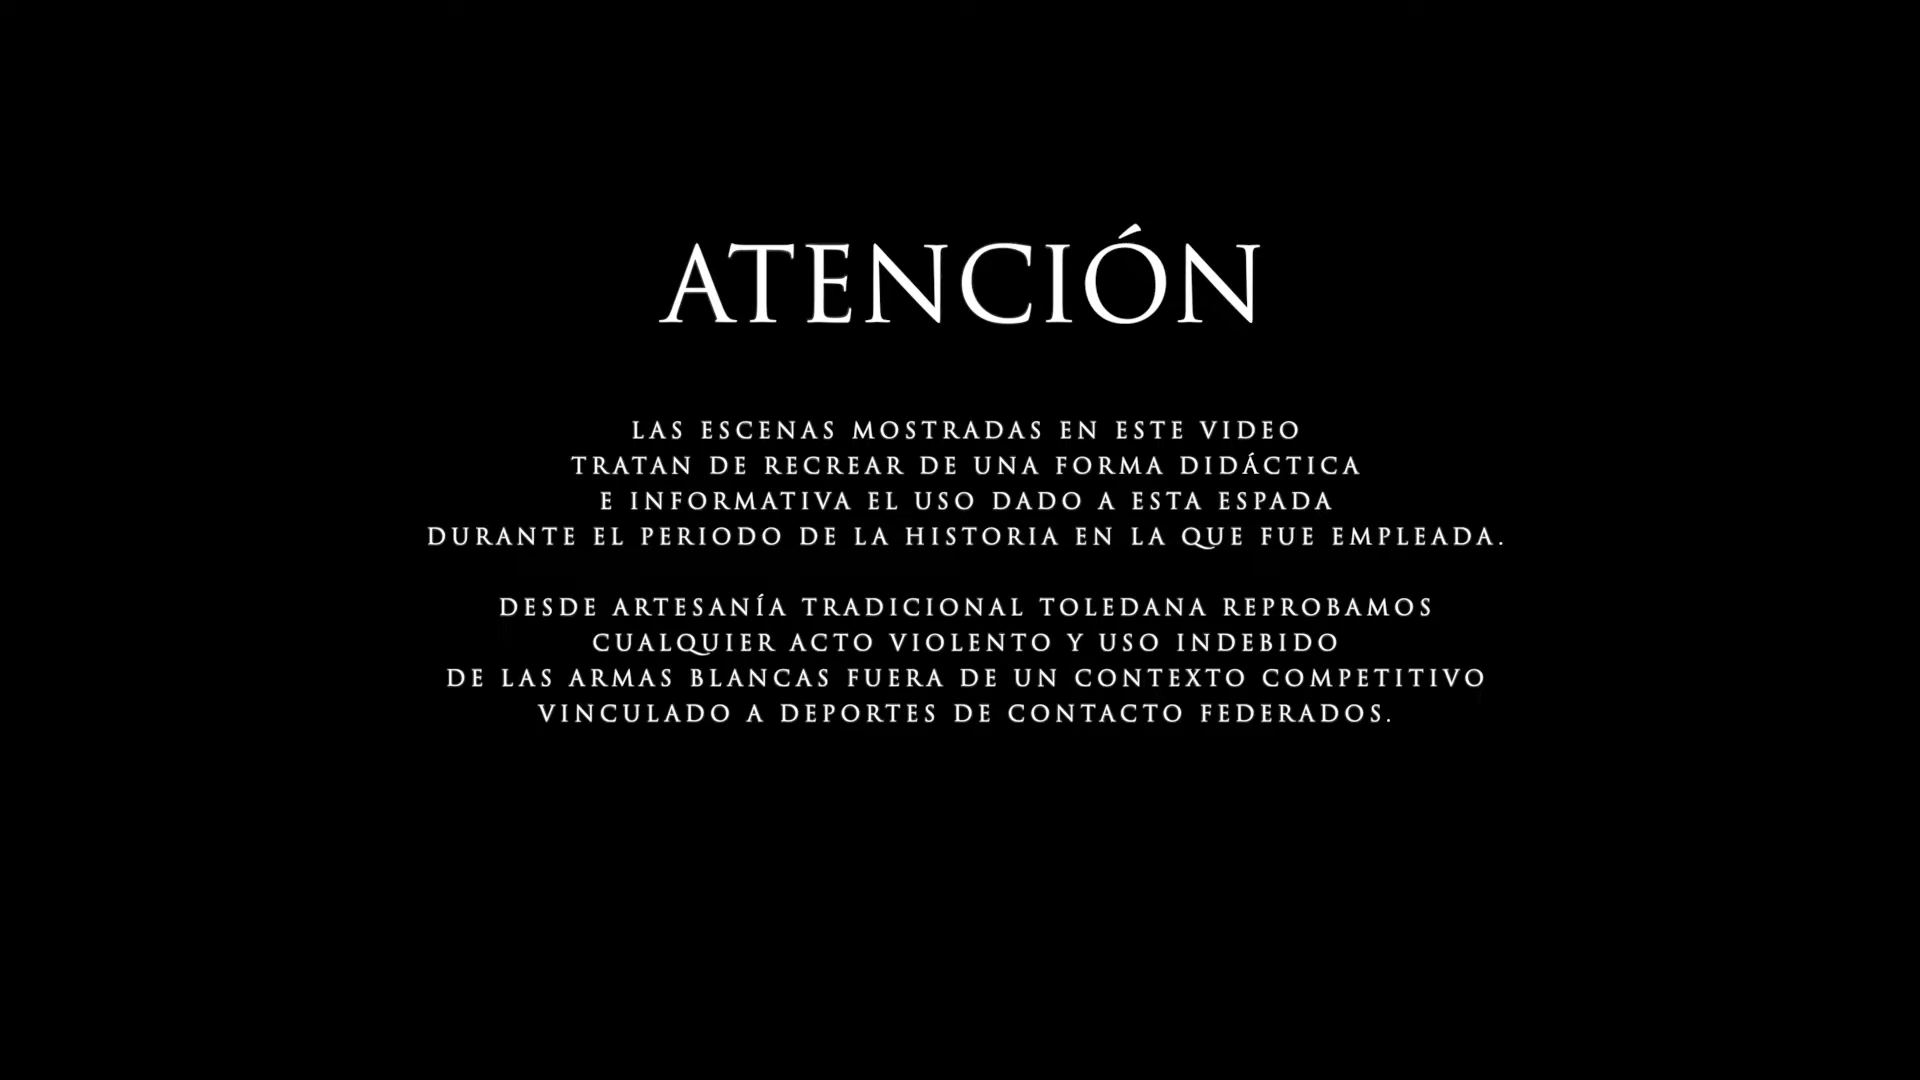 ATENCIÓN
LAS ESCENAS MOSTRADAS EN ESTE VIDEO
TRATAN DE RECREAR DE UNA FORMA DIDÁCTICA
E INFORMATIVA EL USO DADO A ESTA ESPADA
DURANTE EL PERIODO DE LA HISTORIA EN LA QUE FUE EMPLEADA.
DESDE ARTESANÍA TRADICIONAL TOLEDANA REPROBAMOS
CUALQUIER ACTO VIOLENTO Y USO INDEBIDO
DE LAS ARMAS BLANCAS FUERA DE UN CONTEXTO COMPETITIVO
VINCULADO A DEPORTES DE CONTACTO FEDERADOS.